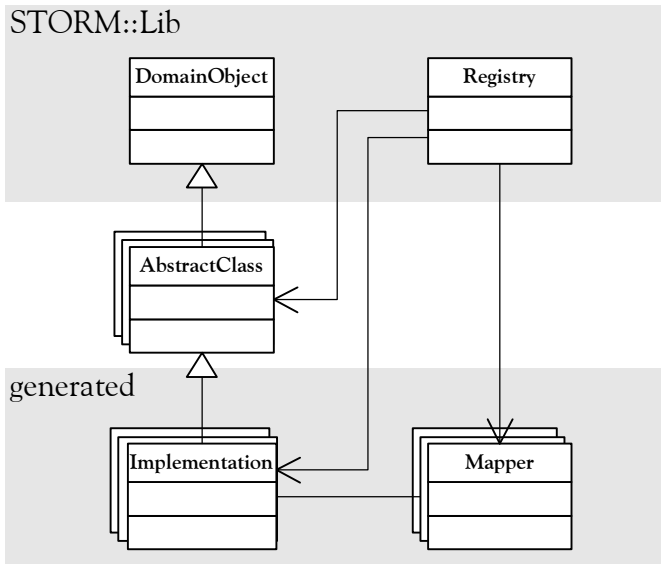 STORM::Lib
DomainObject
Registry
AbstractClass
generated
Implementation
Mapper